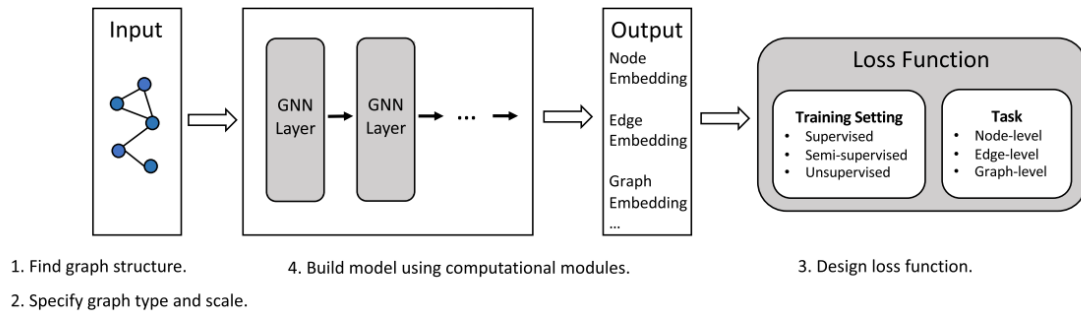 Input
GNN
Layer
GNN
Layer
...
Output
Node
Embedding
Edge
Embedding
Graph
Embedding
...
Loss Function
Training Setting
• Supervised
• Semi-supervised
• Unsupervised
Task
• Node-level
• Edge-level
• Graph-level
1. Find graph structure.
2. Specify graph type and scale.
4. Build model using computational modules.
3. Design loss function.